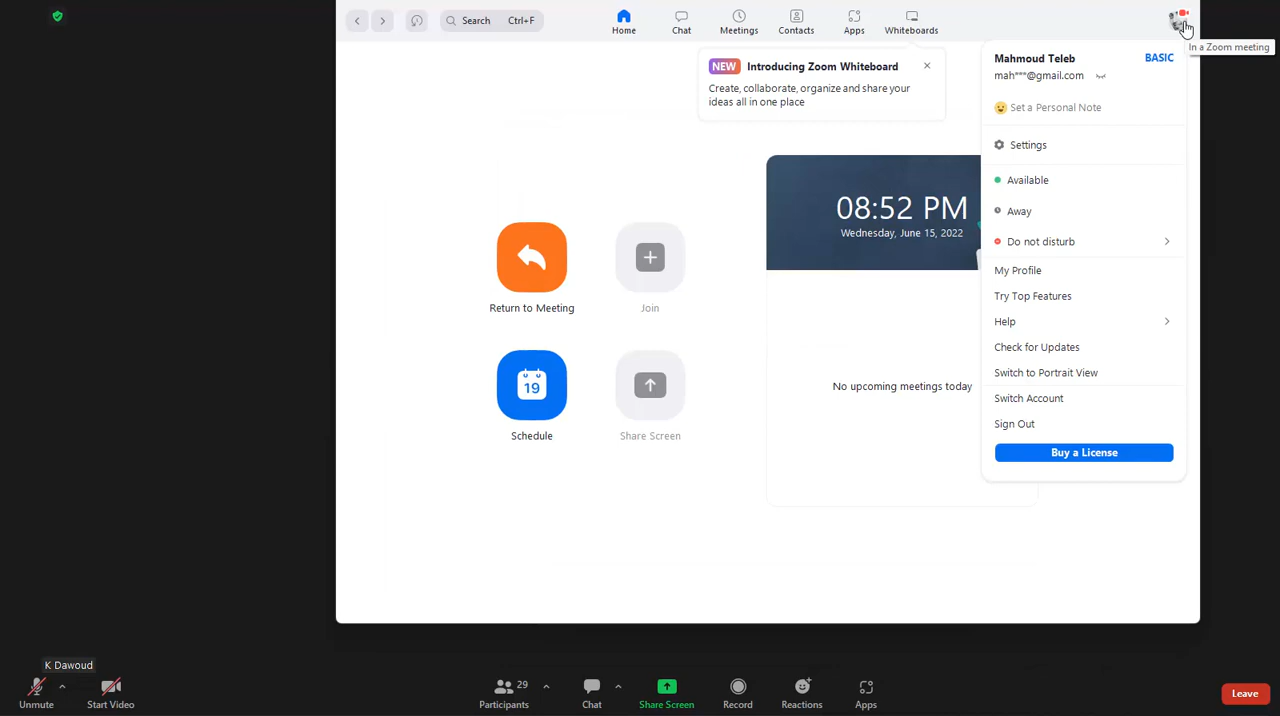 Search Ctrl+F
Home
Chat
Meetings
Contacts
Apps
Whiteboards
In a Zoom meeting
NEW Introducing Zoom Whiteboard
Create, collaborate, organize and share your
ideas all in one place
Mahmoud Teleb BASIC
mah***@gmail.com
Set a Personal Note
Settings
Available
Away
Do not disturb
My Profile
Try Top Features
Help
Check for Updates
Switch to Portrait View
Switch Account
Sign Out
Buy a License
08:52 PM
Wednesday, June 15, 2022
No upcoming meetings today
Return to Meeting
Join
19
Schedule
Share Screen
K Dawoud
Unmute
Start Video
29
Participants
Chat
Share Screen
Record
Reactions
Apps
Leave